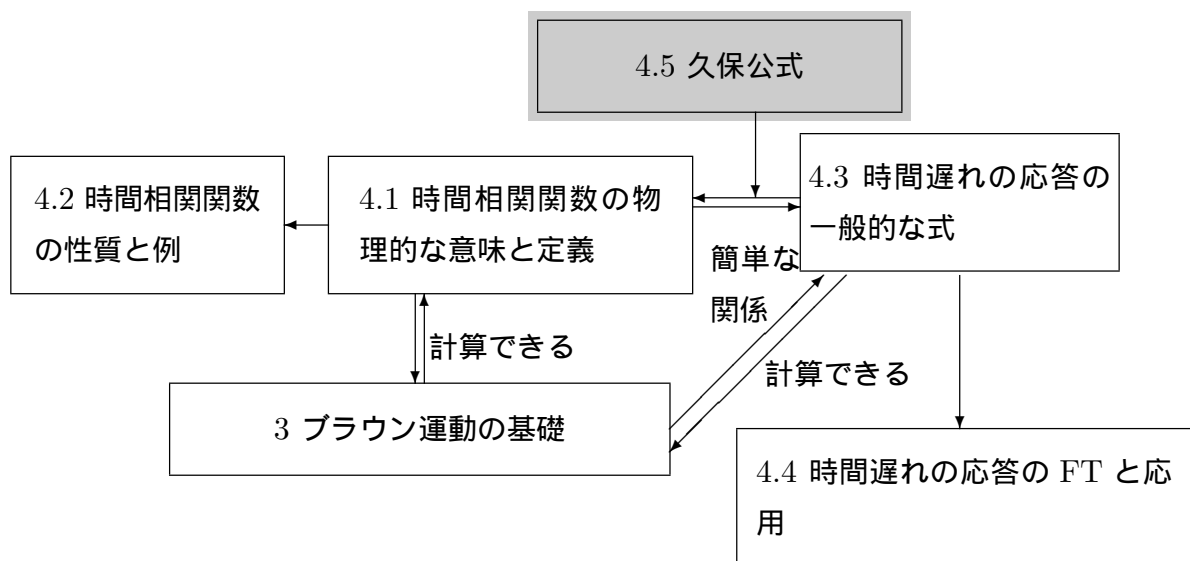 4.5 久保公式
4.2 時間相関関数
の性質と例
4.1 時間相関関数の物
理的な意味と定義
4.3 時間遅れの応答の
一般的な式
簡単な
関係
計算できる
計算できる
3 ブラウン運動の基礎
4.4 時間遅れの応答の FT と応
用